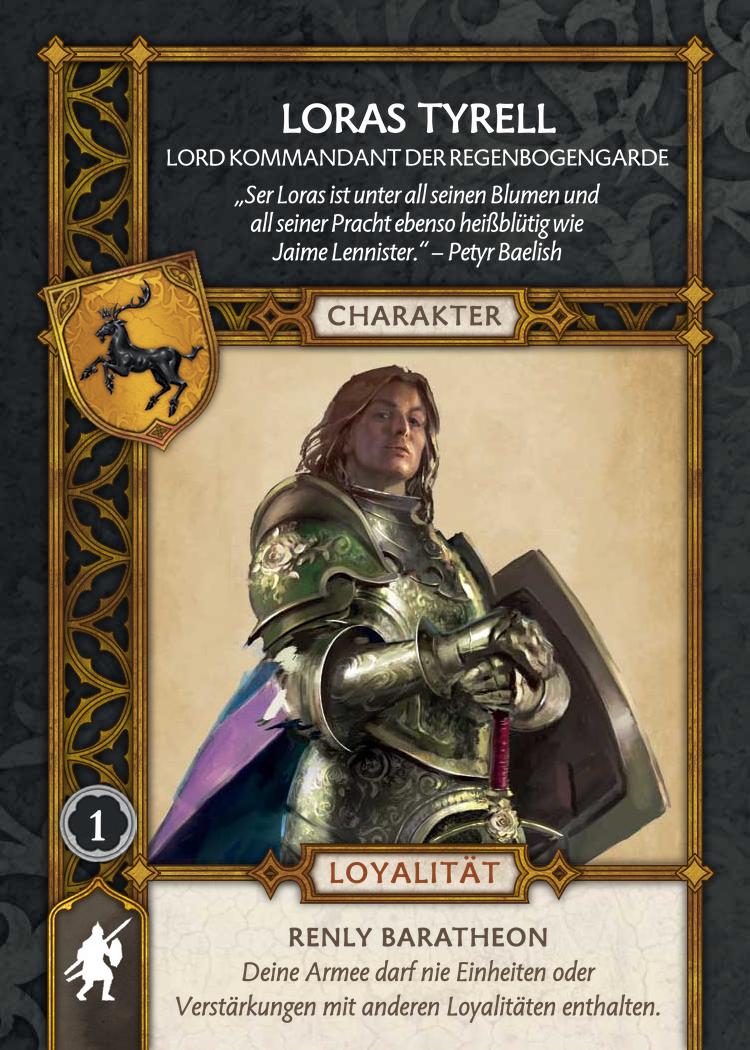 LORAS TYRELL
LORD KOMMANDANT DER REGENBOGENGARDE
„Ser Loras ist unter all seinen Blumen und
all seiner Pracht ebenso heißblütig wie
Jaime Lennister.“ – Petyr Baelish
CHARAKTER
1
LOYALITÄT
RENLY BARATHEON
Deine Armee darf nie Einheiten oder
Verstärkungen mit anderen Loyalitäten enthalten.